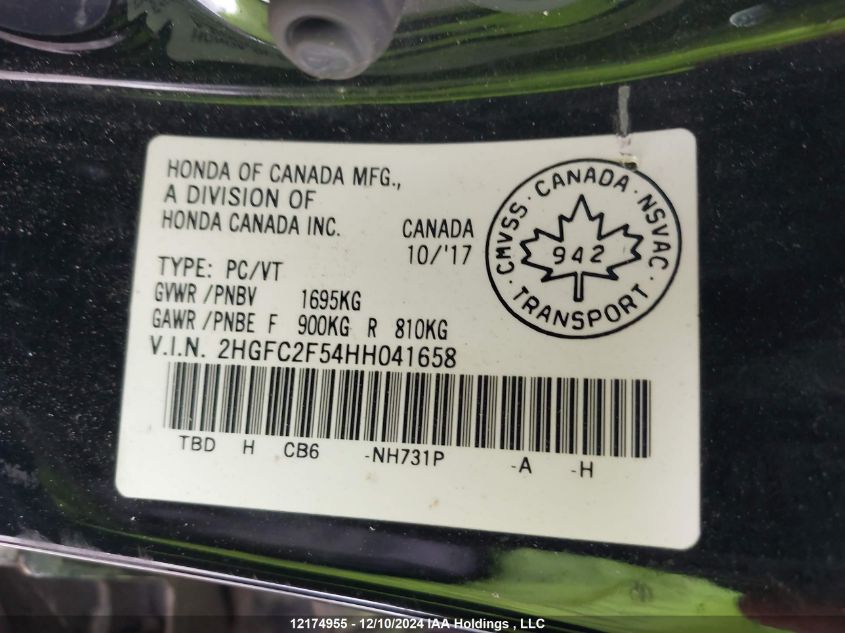 HONDA OF CANADA MFG.,
A DIVISION OF
HONDA CANADA INC.
CANADA
10/'17
TYPE: PC/VT
GVWR/PNBV 1695KG
GAWR/PNBE F 900KG R 810KG
V.I.N. 2HGFC2F54HH041658
TBD H CB6 -NH731P -A -H
CMVSS · CANADA · NSVAC
942
TRANSPORT
12174955 - 12/10/2024 IAA Holdings , LLC